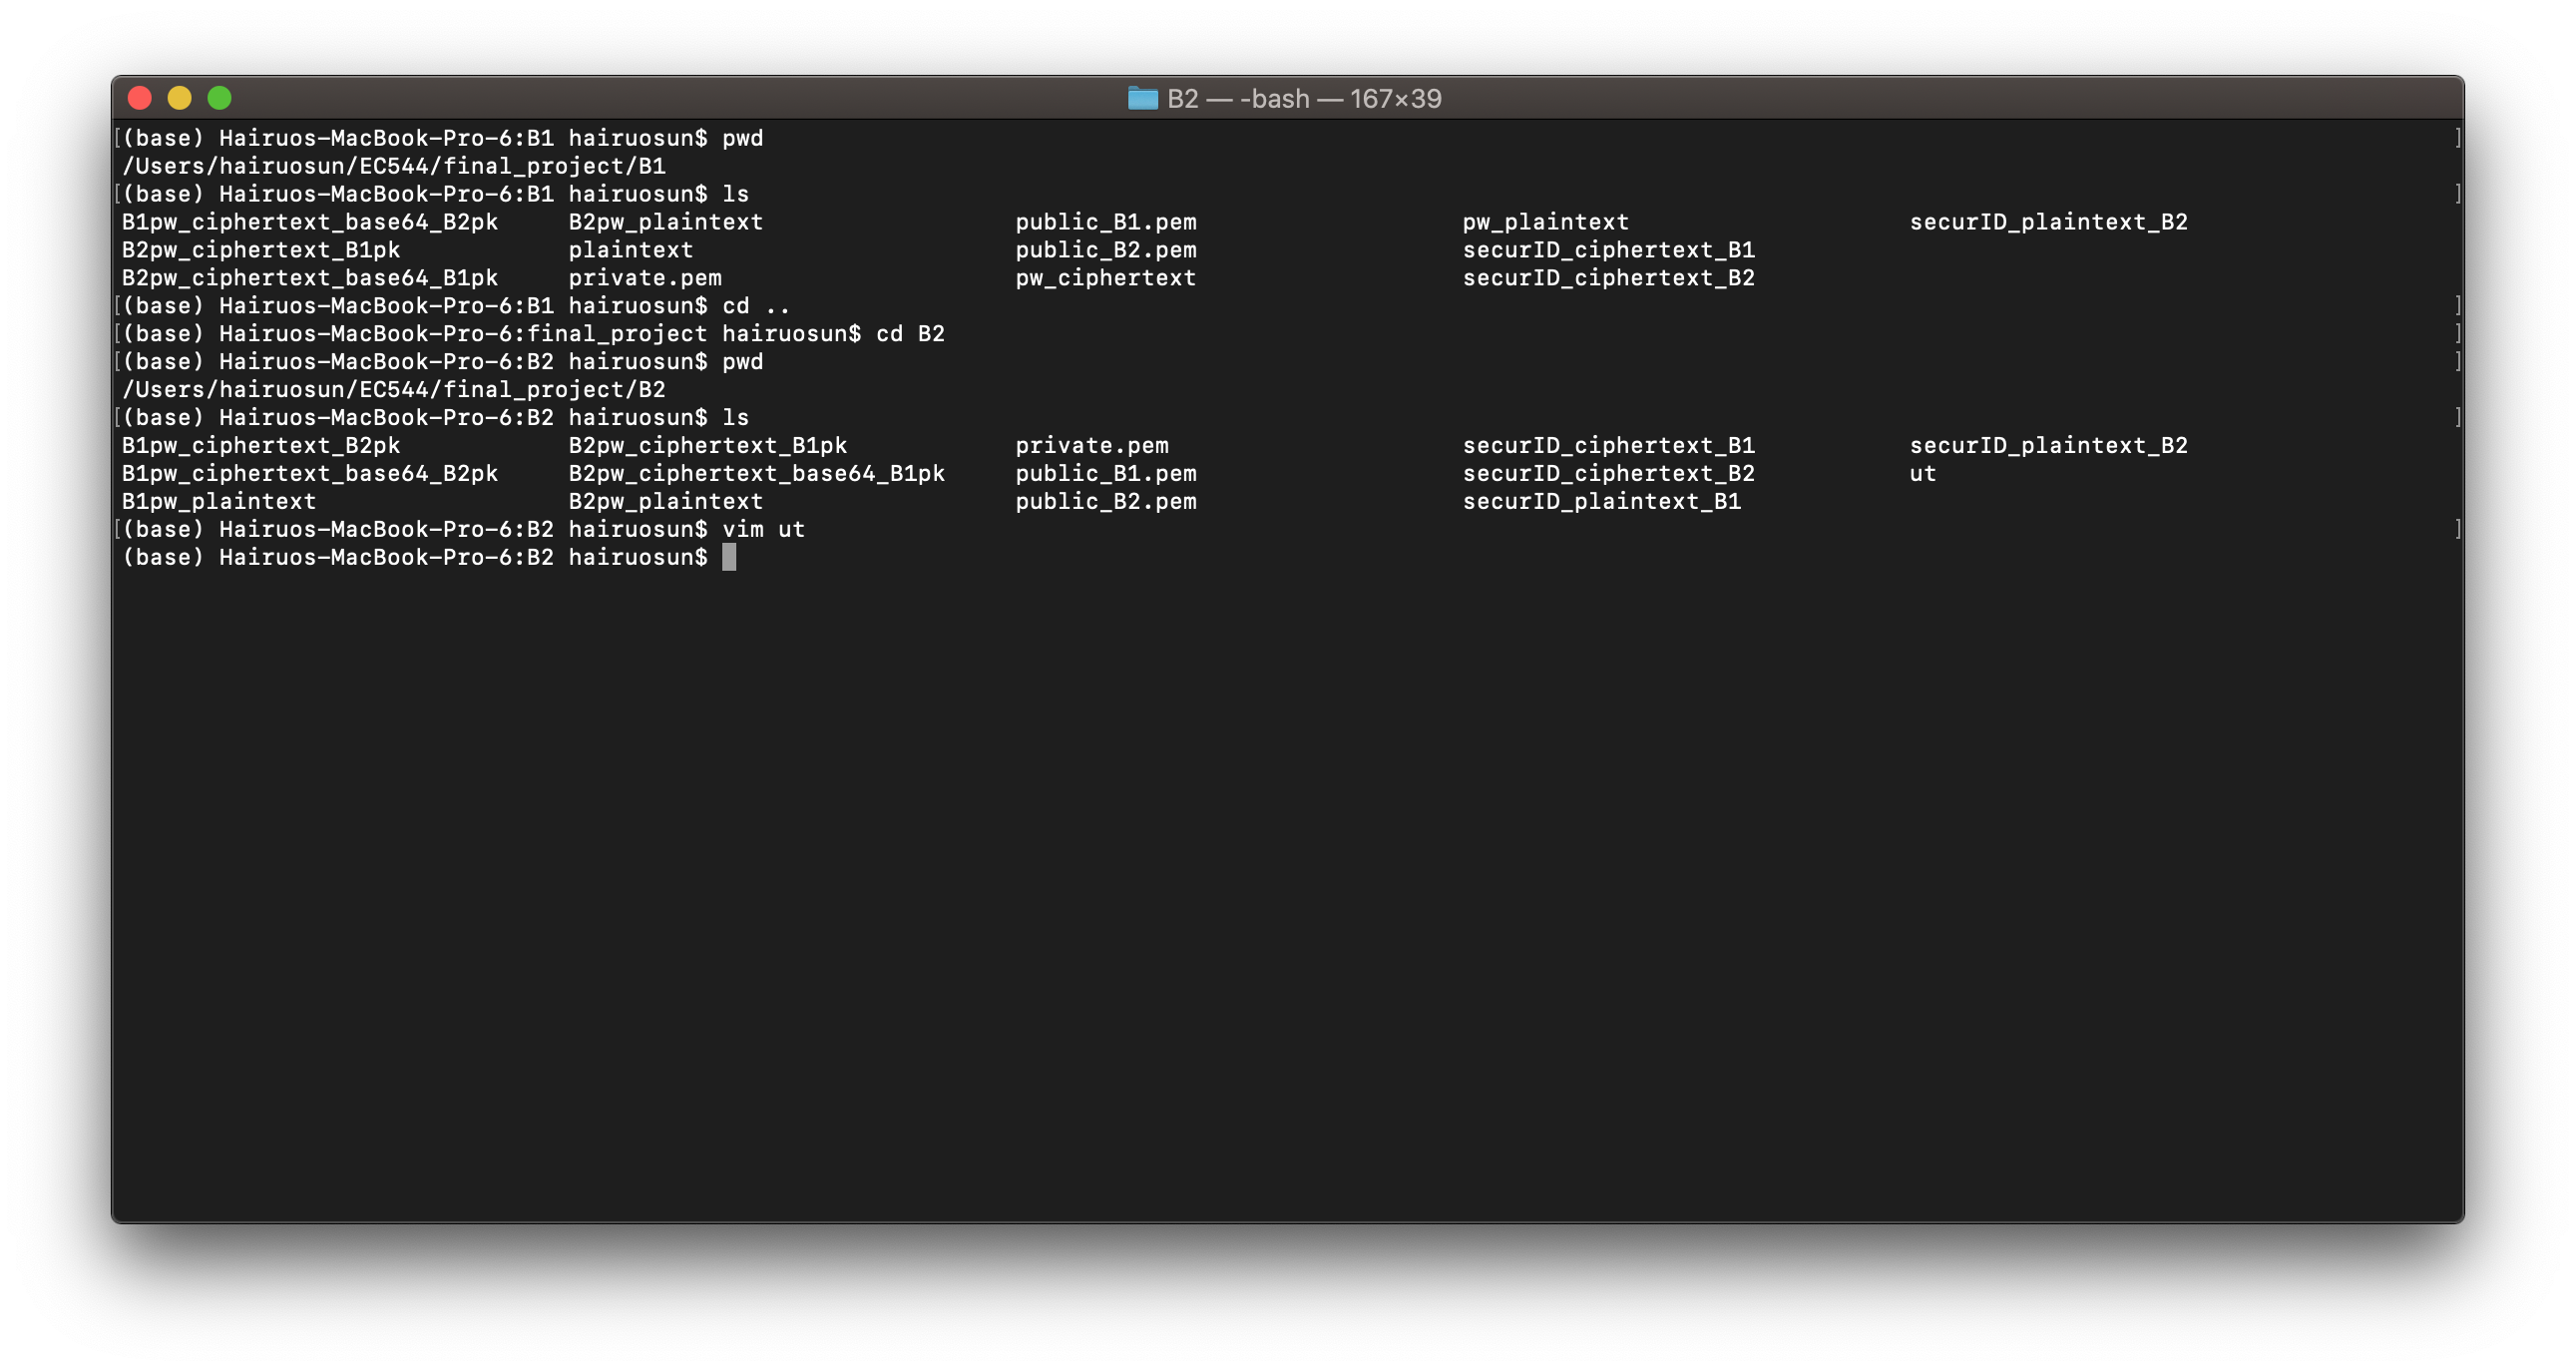 B2 — -bash — 167×39
[(base) Hairuos-MacBook-Pro-6:B1 hairuosun$ pwd ]
/Users/hairuosun/EC544/final_project/B1
[(base) Hairuos-MacBook-Pro-6:B1 hairuosun$ ls ]
B1pw_ciphertext_base64_B2pk B2pw_plaintext public_B1.pem pw_plaintext securID_plaintext_B2
B2pw_ciphertext_B1pk plaintext public_B2.pem securID_ciphertext_B1
B2pw_ciphertext_base64_B1pk private.pem pw_ciphertext securID_ciphertext_B2
[(base) Hairuos-MacBook-Pro-6:B1 hairuosun$ cd .. ]
[(base) Hairuos-MacBook-Pro-6:final_project hairuosun$ cd B2 ]
[(base) Hairuos-MacBook-Pro-6:B2 hairuosun$ pwd ]
/Users/hairuosun/EC544/final_project/B2
[(base) Hairuos-MacBook-Pro-6:B2 hairuosun$ ls ]
B1pw_ciphertext_B2pk B2pw_ciphertext_B1pk private.pem securID_ciphertext_B1 securID_plaintext_B2
B1pw_ciphertext_base64_B2pk B2pw_ciphertext_base64_B1pk public_B1.pem securID_ciphertext_B2 ut
B1pw_plaintext B2pw_plaintext public_B2.pem securID_plaintext_B1
[(base) Hairuos-MacBook-Pro-6:B2 hairuosun$ vim ut ]
(base) Hairuos-MacBook-Pro-6:B2 hairuosun$